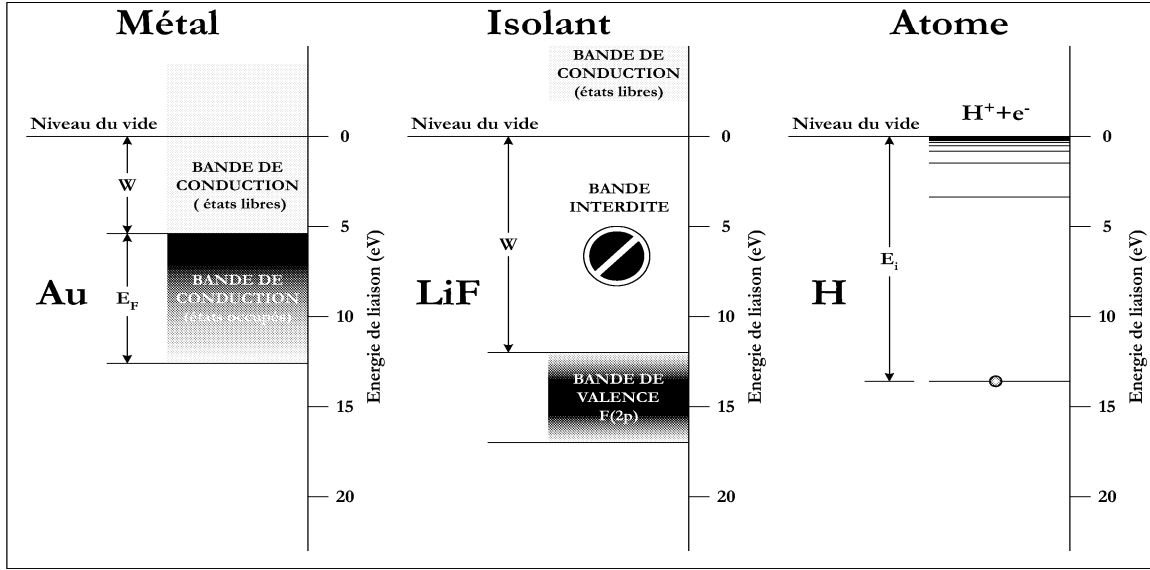 Métal
Niveau du vide
BANDE DE
CONDUCTION
( états libres)
W
BANDE DE
CONDUCTION
(états occupés)
Au
E_F
0
5
10
15
20
Energie de liaison (eV)
Isolant
BANDE DE
CONDUCTION
(états libres)
Niveau du vide
BANDE
INTERDITE
W
LiF
BANDE DE
VALENCE
F(2p)
0
5
10
15
20
Energie de liaison (eV)
Atome
H⁺+e⁻
Niveau du vide
E_i
H
0
5
10
15
20
Energie de liaison (eV)